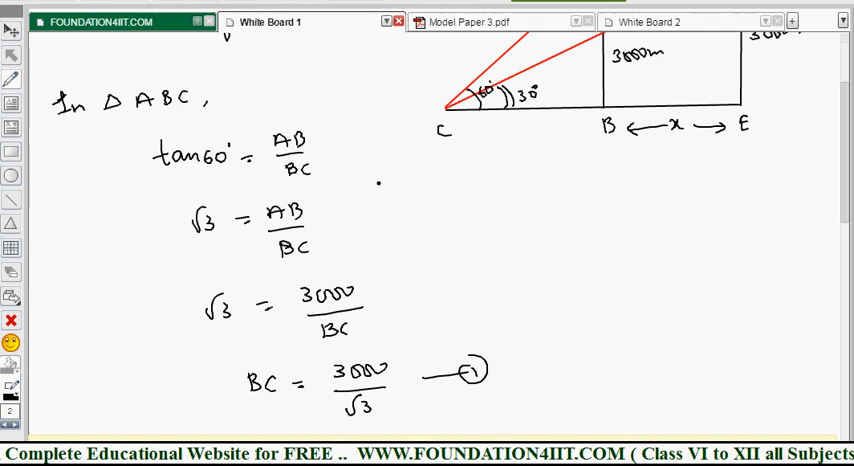 FOUNDATION4IIT.COM White Board 1 Model Paper 3.pdf White Board 2
3000m
60° 30°
C B x E
In Δ ABC,
tan60° = AB/BC
√3 = AB/BC
√3 = 3000/BC
BC = 3000/√3 —①
2
Complete Educational Website for FREE .. WWW.FOUNDATION4IIT.COM ( Class VI to XII all Subjects